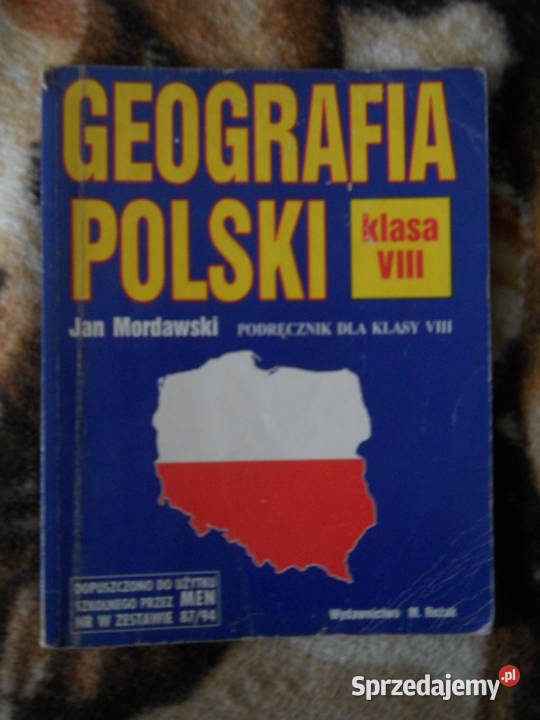 GEOGRAFIA
POLSKI
klasa
VIII
Jan Mordawski PODRĘCZNIK DLA KLASY VIII
DOPUSZCZONO DO UŻYTKU
SZKOLNEGO PRZEZ MEN
NR W ZESTAWIE 87/94
Wydawnictwo M. Rożak
Sprzedajemy.pl